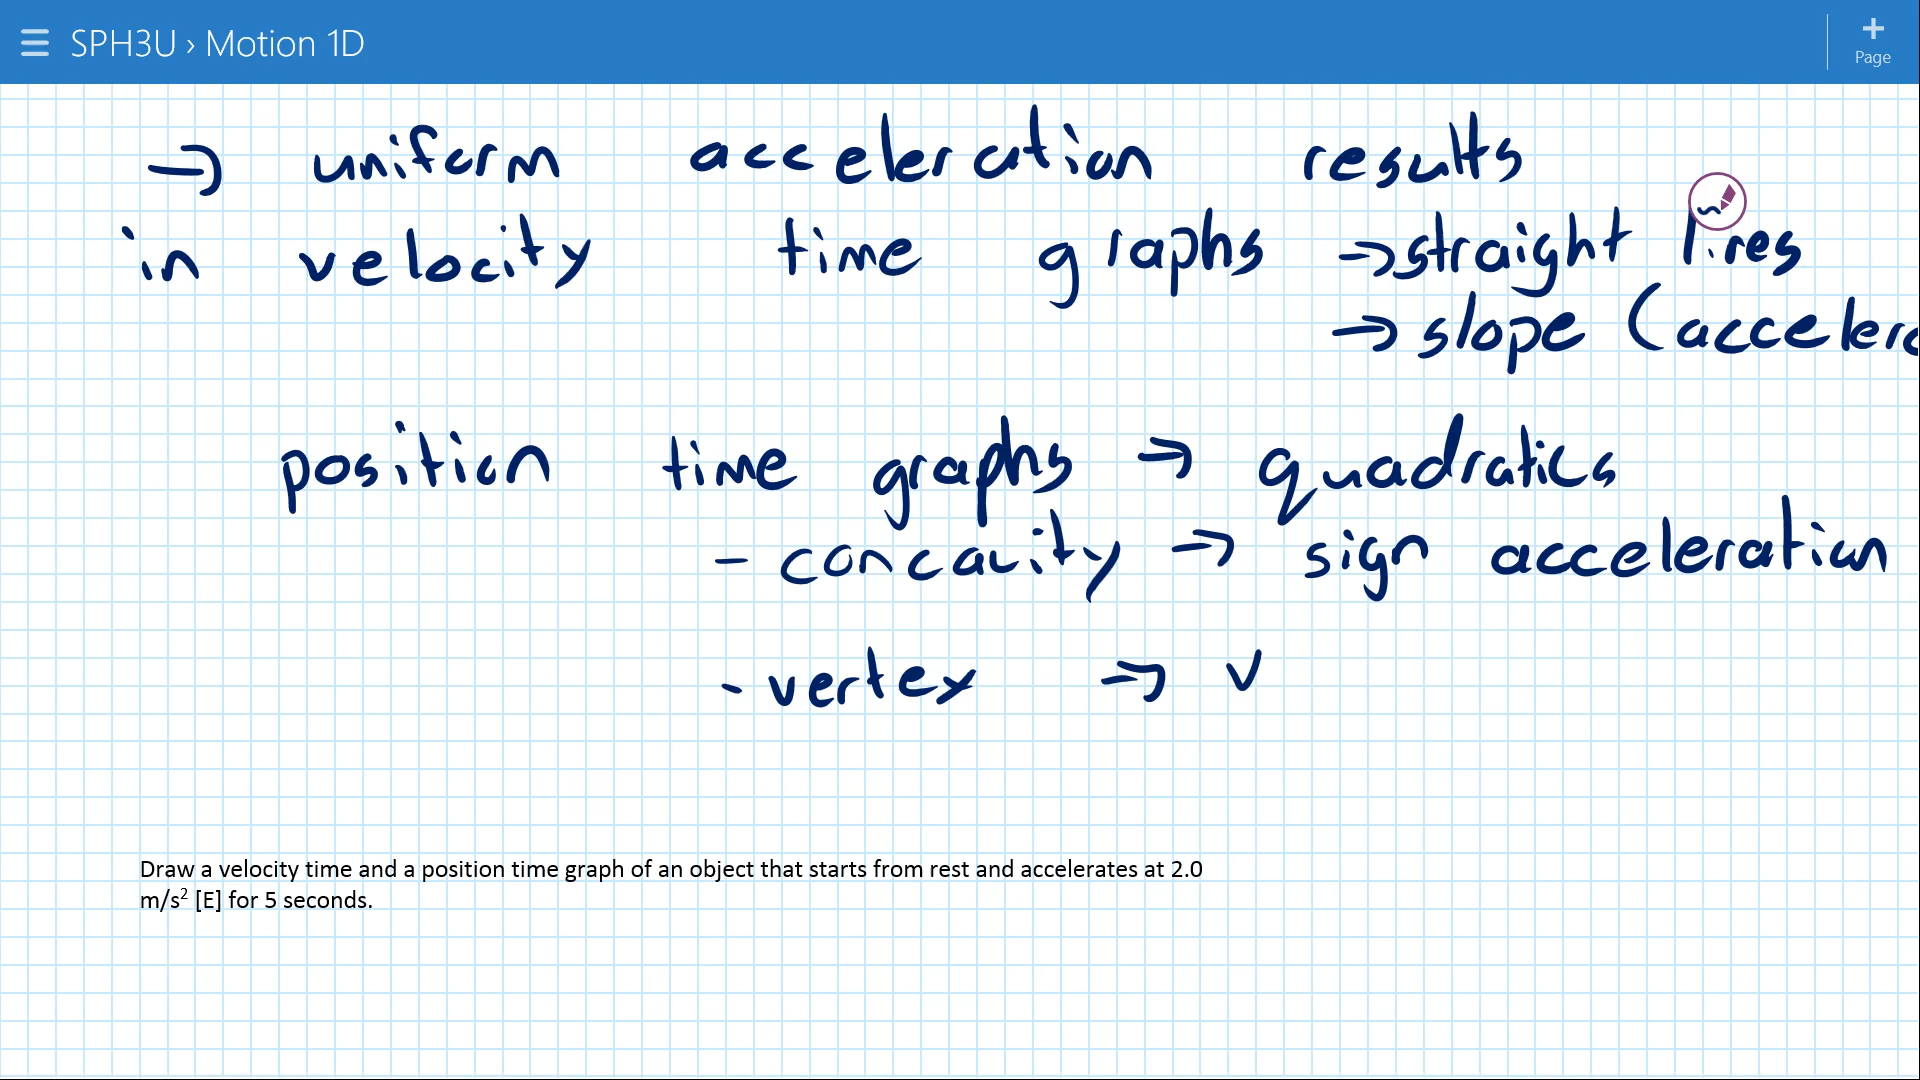 SPH3U › Motion 1D
Page
→ uniform acceleration results
in velocity time graphs → straight lines
→ slope (accelera
position time graphs → quadratics
- concavity → sign acceleration
- vertex → v
Draw a velocity time and a position time graph of an object that starts from rest and accelerates at 2.0
m/s² [E] for 5 seconds.